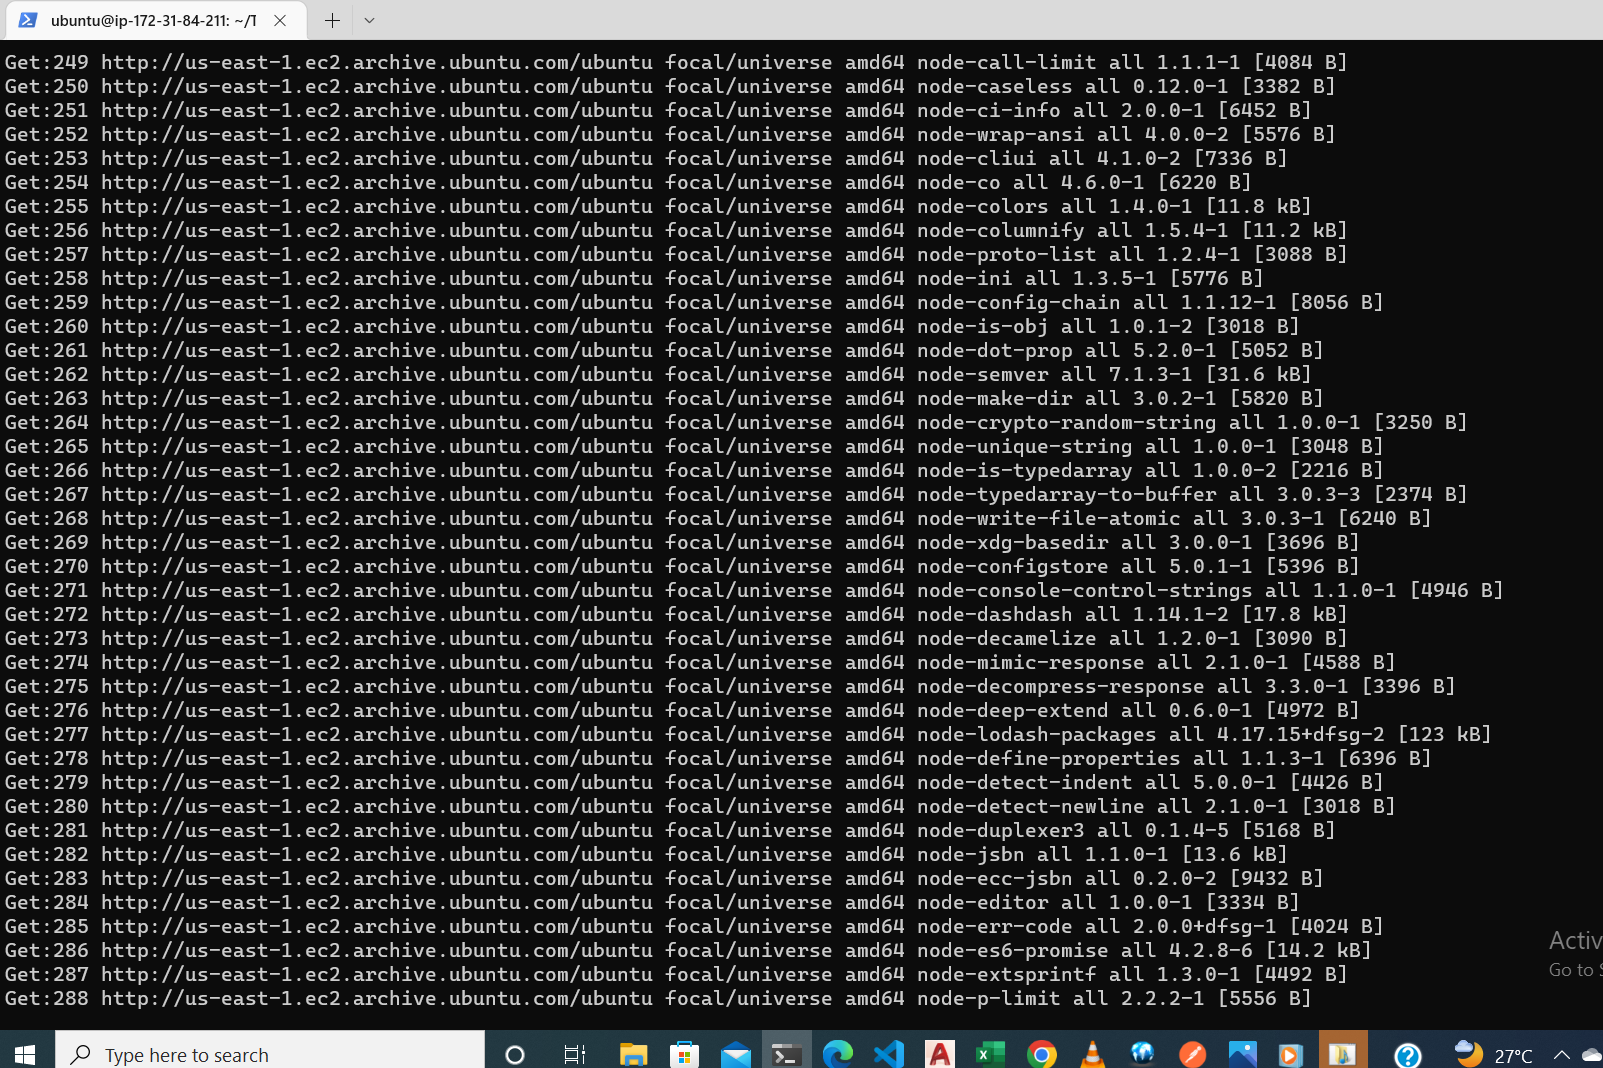 ubuntu@ip-172-31-84-211: ~/T
Get:249 http://us-east-1.ec2.archive.ubuntu.com/ubuntu focal/universe amd64 node-call-limit all 1.1.1-1 [4084 B]
Get:250 http://us-east-1.ec2.archive.ubuntu.com/ubuntu focal/universe amd64 node-caseless all 0.12.0-1 [3382 B]
Get:251 http://us-east-1.ec2.archive.ubuntu.com/ubuntu focal/universe amd64 node-ci-info all 2.0.0-1 [6452 B]
Get:252 http://us-east-1.ec2.archive.ubuntu.com/ubuntu focal/universe amd64 node-wrap-ansi all 4.0.0-2 [5576 B]
Get:253 http://us-east-1.ec2.archive.ubuntu.com/ubuntu focal/universe amd64 node-cliui all 4.1.0-2 [7336 B]
Get:254 http://us-east-1.ec2.archive.ubuntu.com/ubuntu focal/universe amd64 node-co all 4.6.0-1 [6220 B]
Get:255 http://us-east-1.ec2.archive.ubuntu.com/ubuntu focal/universe amd64 node-colors all 1.4.0-1 [11.8 kB]
Get:256 http://us-east-1.ec2.archive.ubuntu.com/ubuntu focal/universe amd64 node-columnify all 1.5.4-1 [11.2 kB]
Get:257 http://us-east-1.ec2.archive.ubuntu.com/ubuntu focal/universe amd64 node-proto-list all 1.2.4-1 [3088 B]
Get:258 http://us-east-1.ec2.archive.ubuntu.com/ubuntu focal/universe amd64 node-ini all 1.3.5-1 [5776 B]
Get:259 http://us-east-1.ec2.archive.ubuntu.com/ubuntu focal/universe amd64 node-config-chain all 1.1.12-1 [8056 B]
Get:260 http://us-east-1.ec2.archive.ubuntu.com/ubuntu focal/universe amd64 node-is-obj all 1.0.1-2 [3018 B]
Get:261 http://us-east-1.ec2.archive.ubuntu.com/ubuntu focal/universe amd64 node-dot-prop all 5.2.0-1 [5052 B]
Get:262 http://us-east-1.ec2.archive.ubuntu.com/ubuntu focal/universe amd64 node-semver all 7.1.3-1 [31.6 kB]
Get:263 http://us-east-1.ec2.archive.ubuntu.com/ubuntu focal/universe amd64 node-make-dir all 3.0.2-1 [5820 B]
Get:264 http://us-east-1.ec2.archive.ubuntu.com/ubuntu focal/universe amd64 node-crypto-random-string all 1.0.0-1 [3250 B]
Get:265 http://us-east-1.ec2.archive.ubuntu.com/ubuntu focal/universe amd64 node-unique-string all 1.0.0-1 [3048 B]
Get:266 http://us-east-1.ec2.archive.ubuntu.com/ubuntu focal/universe amd64 node-is-typedarray all 1.0.0-2 [2216 B]
Get:267 http://us-east-1.ec2.archive.ubuntu.com/ubuntu focal/universe amd64 node-typedarray-to-buffer all 3.0.3-3 [2374 B]
Get:268 http://us-east-1.ec2.archive.ubuntu.com/ubuntu focal/universe amd64 node-write-file-atomic all 3.0.3-1 [6240 B]
Get:269 http://us-east-1.ec2.archive.ubuntu.com/ubuntu focal/universe amd64 node-xdg-basedir all 3.0.0-1 [3696 B]
Get:270 http://us-east-1.ec2.archive.ubuntu.com/ubuntu focal/universe amd64 node-configstore all 5.0.1-1 [5396 B]
Get:271 http://us-east-1.ec2.archive.ubuntu.com/ubuntu focal/universe amd64 node-console-control-strings all 1.1.0-1 [4946 B]
Get:272 http://us-east-1.ec2.archive.ubuntu.com/ubuntu focal/universe amd64 node-dashdash all 1.14.1-2 [17.8 kB]
Get:273 http://us-east-1.ec2.archive.ubuntu.com/ubuntu focal/universe amd64 node-decamelize all 1.2.0-1 [3090 B]
Get:274 http://us-east-1.ec2.archive.ubuntu.com/ubuntu focal/universe amd64 node-mimic-response all 2.1.0-1 [4588 B]
Get:275 http://us-east-1.ec2.archive.ubuntu.com/ubuntu focal/universe amd64 node-decompress-response all 3.3.0-1 [3396 B]
Get:276 http://us-east-1.ec2.archive.ubuntu.com/ubuntu focal/universe amd64 node-deep-extend all 0.6.0-1 [4972 B]
Get:277 http://us-east-1.ec2.archive.ubuntu.com/ubuntu focal/universe amd64 node-lodash-packages all 4.17.15+dfsg-2 [123 kB]
Get:278 http://us-east-1.ec2.archive.ubuntu.com/ubuntu focal/universe amd64 node-define-properties all 1.1.3-1 [6396 B]
Get:279 http://us-east-1.ec2.archive.ubuntu.com/ubuntu focal/universe amd64 node-detect-indent all 5.0.0-1 [4426 B]
Get:280 http://us-east-1.ec2.archive.ubuntu.com/ubuntu focal/universe amd64 node-detect-newline all 2.1.0-1 [3018 B]
Get:281 http://us-east-1.ec2.archive.ubuntu.com/ubuntu focal/universe amd64 node-duplexer3 all 0.1.4-5 [5168 B]
Get:282 http://us-east-1.ec2.archive.ubuntu.com/ubuntu focal/universe amd64 node-jsbn all 1.1.0-1 [13.6 kB]
Get:283 http://us-east-1.ec2.archive.ubuntu.com/ubuntu focal/universe amd64 node-ecc-jsbn all 0.2.0-2 [9432 B]
Get:284 http://us-east-1.ec2.archive.ubuntu.com/ubuntu focal/universe amd64 node-editor all 1.0.0-1 [3334 B]
Get:285 http://us-east-1.ec2.archive.ubuntu.com/ubuntu focal/universe amd64 node-err-code all 2.0.0+dfsg-1 [4024 B]
Get:286 http://us-east-1.ec2.archive.ubuntu.com/ubuntu focal/universe amd64 node-es6-promise all 4.2.8-6 [14.2 kB]
Get:287 http://us-east-1.ec2.archive.ubuntu.com/ubuntu focal/universe amd64 node-extsprintf all 1.3.0-1 [4492 B]
Get:288 http://us-east-1.ec2.archive.ubuntu.com/ubuntu focal/universe amd64 node-p-limit all 2.2.2-1 [5556 B]
Activ
Go to S
Type here to search
27°C